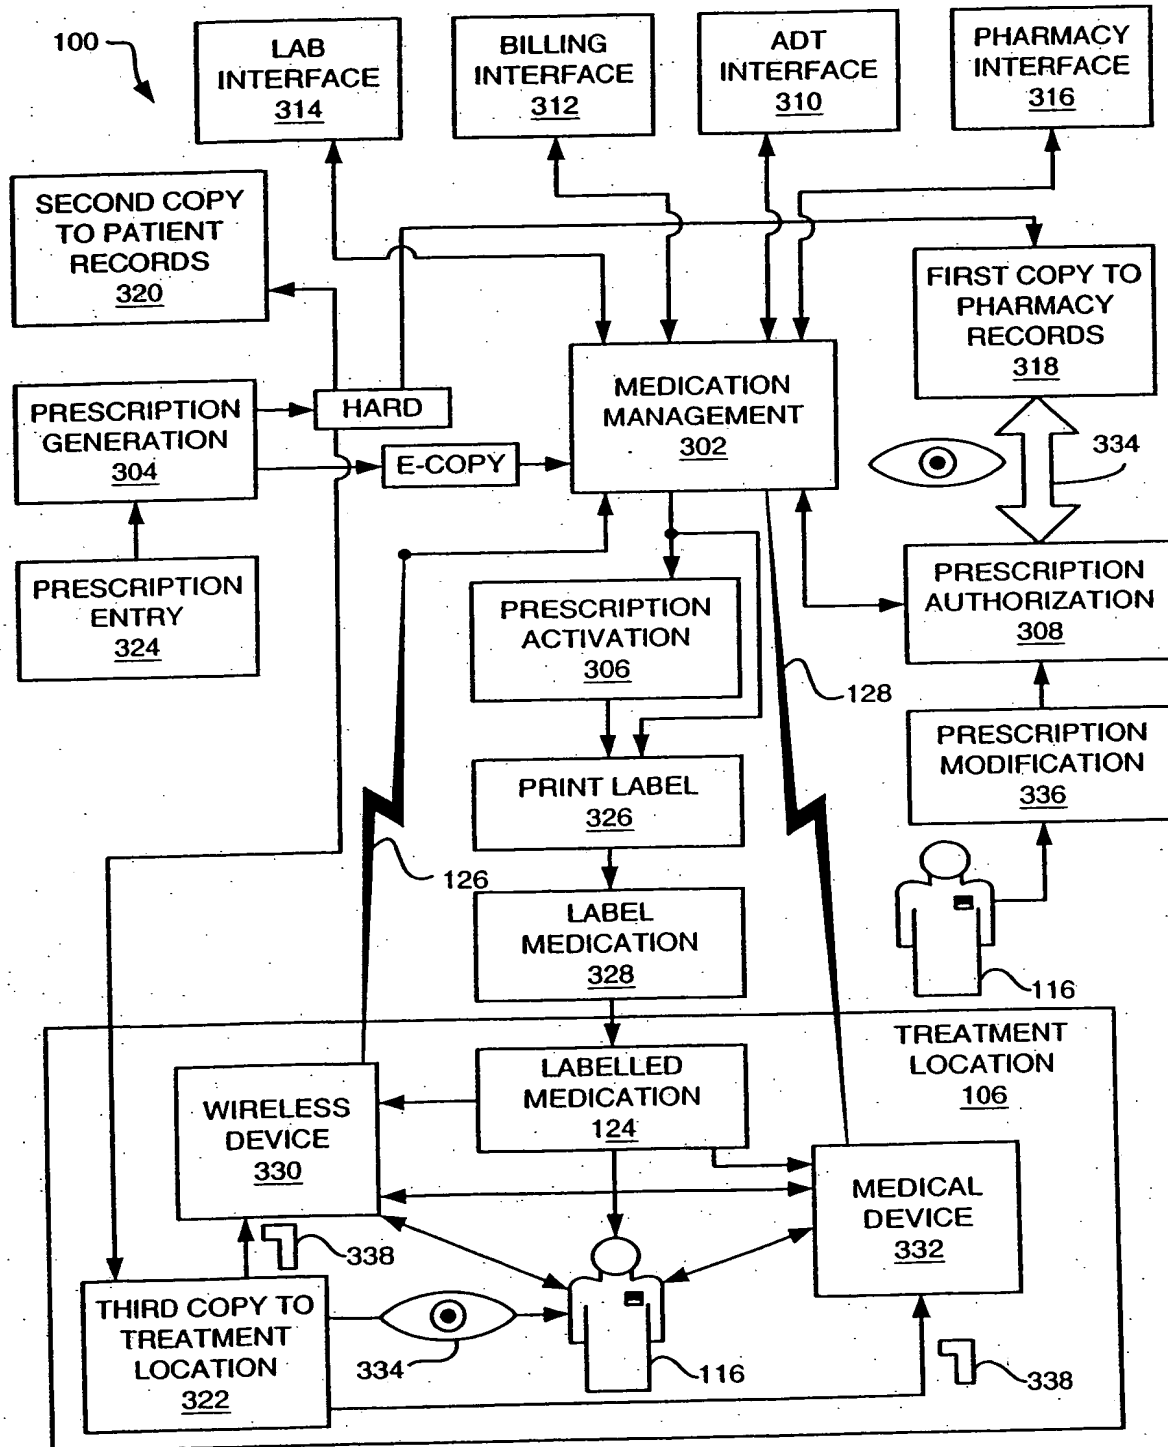 100
LAB
INTERFACE
314
BILLING
INTERFACE
312
ADT
INTERFACE
310
PHARMACY
INTERFACE
316
SECOND COPY
TO PATIENT
RECORDS
320
FIRST COPY TO
PHARMACY
RECORDS
318
PRESCRIPTION
GENERATION
304
HARD
E-COPY
MEDICATION
MANAGEMENT
302
334
PRESCRIPTION
ENTRY
324
PRESCRIPTION
ACTIVATION
306
PRESCRIPTION
AUTHORIZATION
308
128
PRINT LABEL
326
PRESCRIPTION
MODIFICATION
336
126
LABEL
MEDICATION
328
116
TREATMENT
LOCATION
106
WIRELESS
DEVICE
330
LABELLED
MEDICATION
124
MEDICAL
DEVICE
332
338
THIRD COPY TO
TREATMENT
LOCATION
322
334
116
338